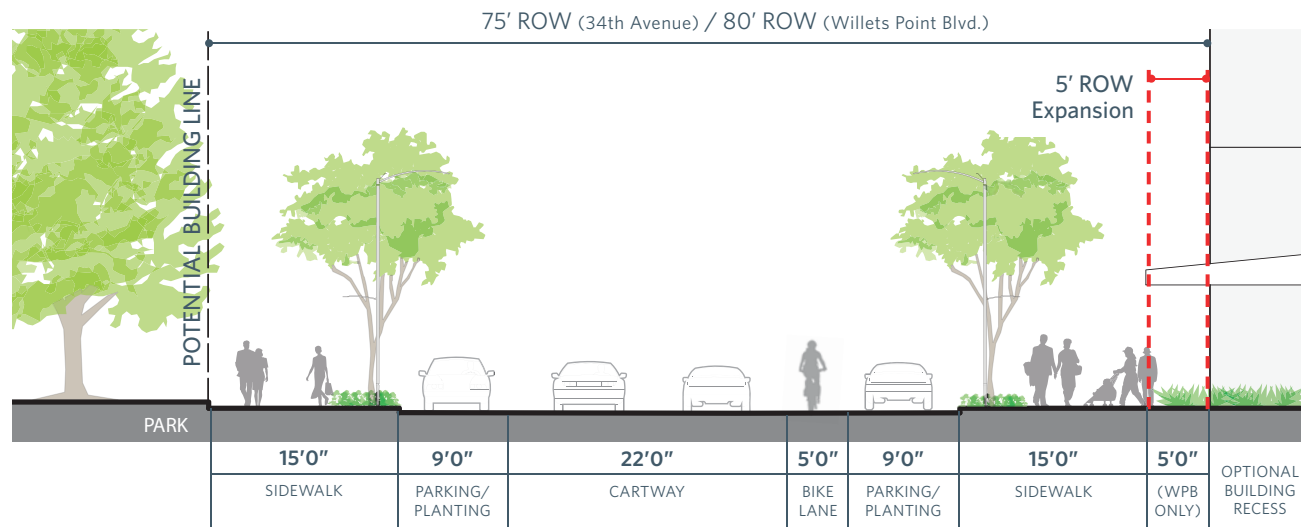 75’ ROW (34th Avenue) / 80’ ROW (Willets Point Blvd.)
POTENTIAL BUILDING LINE
5’ ROW
Expansion
PARK
15’0”
9’0”
22’0”
5’0”
9’0”
15’0”
5’0”
SIDEWALK
PARKING/
PLANTING
CARTWAY
BIKE
LANE
PARKING/
PLANTING
SIDEWALK
(WPB
ONLY)
OPTIONAL
BUILDING
RECESS